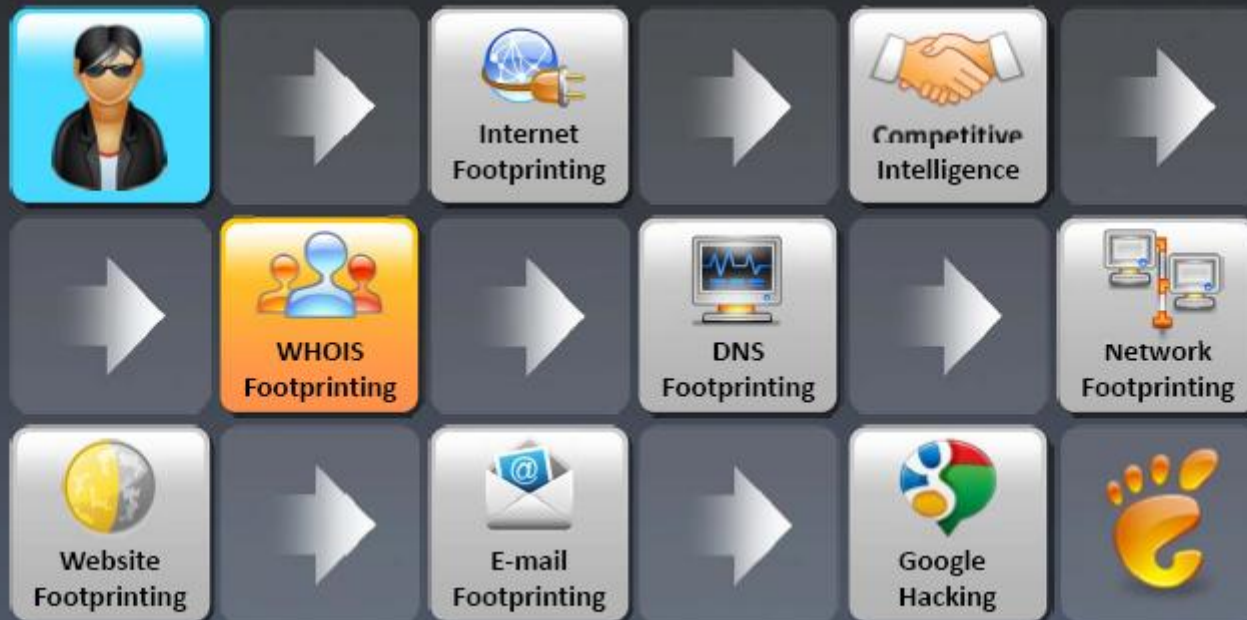 Internet
Footprinting
Competitive
Intelligence
WHOIS
Footprinting
DNS
Footprinting
Network
Footprinting
Website
Footprinting
E-mail
Footprinting
Google
Hacking